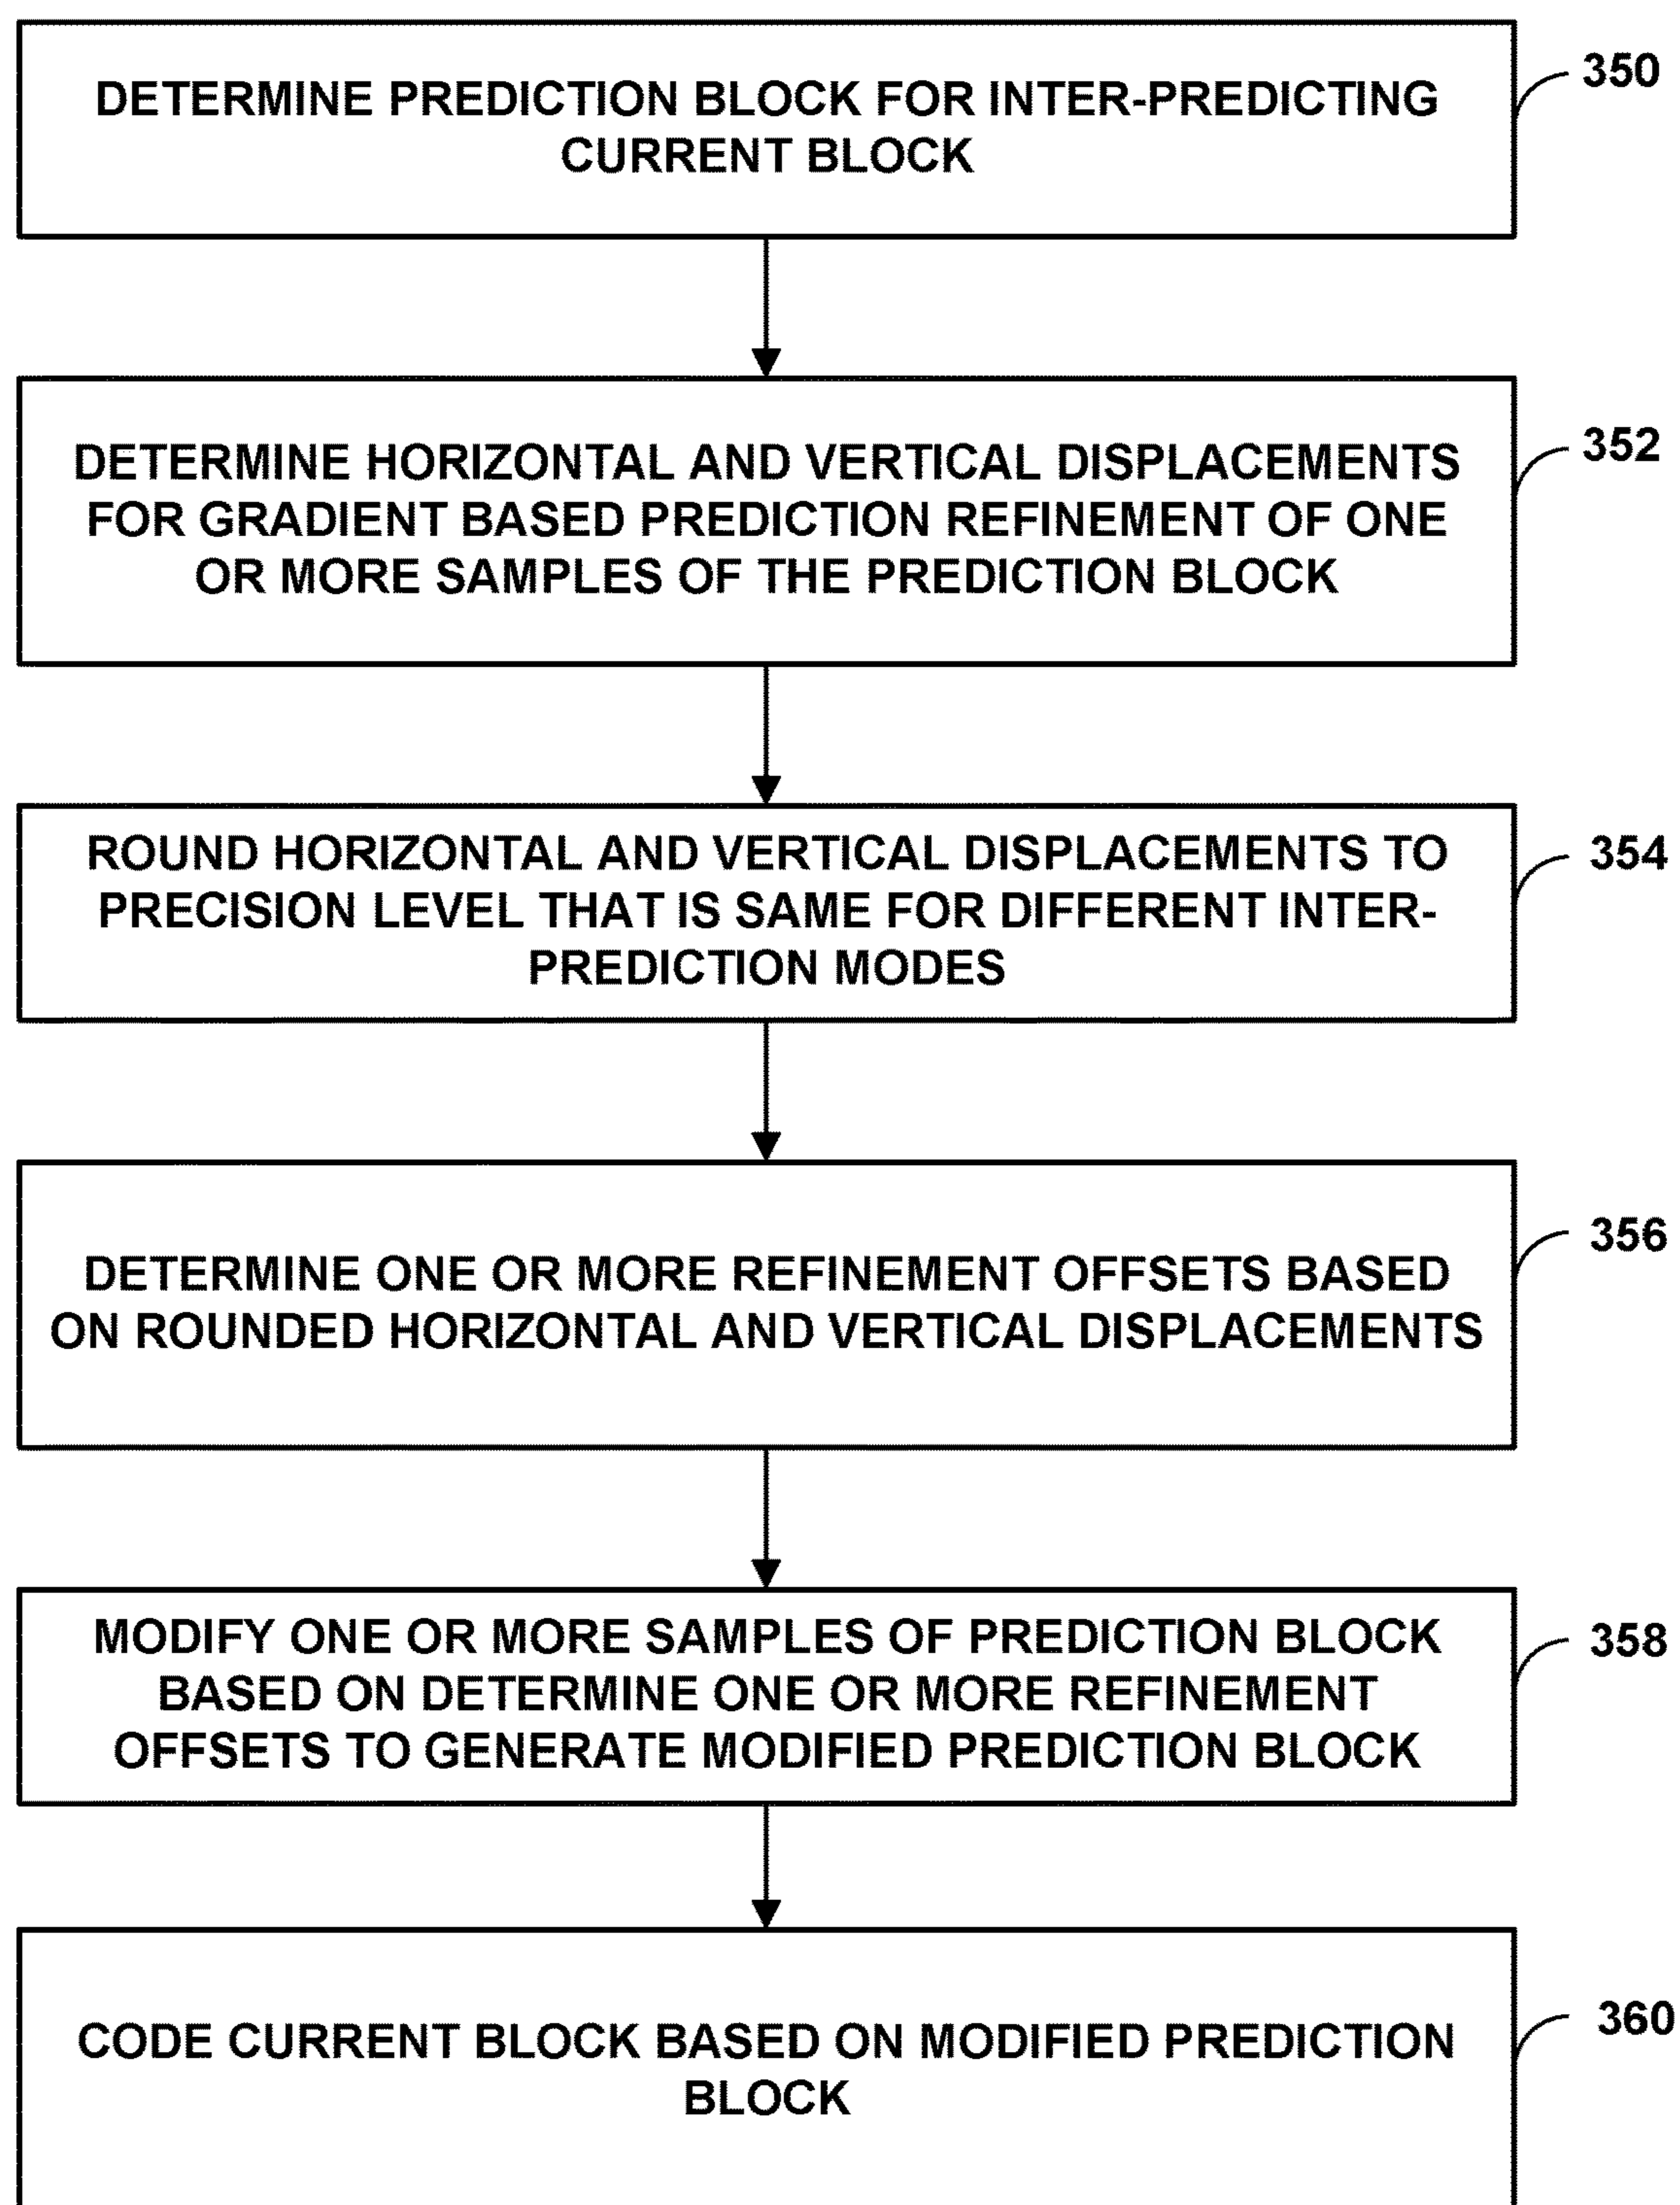 DETERMINE PREDICTION BLOCK FOR INTER-PREDICTING
CURRENT BLOCK
350
DETERMINE HORIZONTAL AND VERTICAL DISPLACEMENTS
FOR GRADIENT BASED PREDICTION REFINEMENT OF ONE
OR MORE SAMPLES OF THE PREDICTION BLOCK
352
ROUND HORIZONTAL AND VERTICAL DISPLACEMENTS TO
PRECISION LEVEL THAT IS SAME FOR DIFFERENT INTER-
PREDICTION MODES
354
DETERMINE ONE OR MORE REFINEMENT OFFSETS BASED
ON ROUNDED HORIZONTAL AND VERTICAL DISPLACEMENTS
356
MODIFY ONE OR MORE SAMPLES OF PREDICTION BLOCK
BASED ON DETERMINE ONE OR MORE REFINEMENT
OFFSETS TO GENERATE MODIFIED PREDICTION BLOCK
358
CODE CURRENT BLOCK BASED ON MODIFIED PREDICTION
BLOCK
360